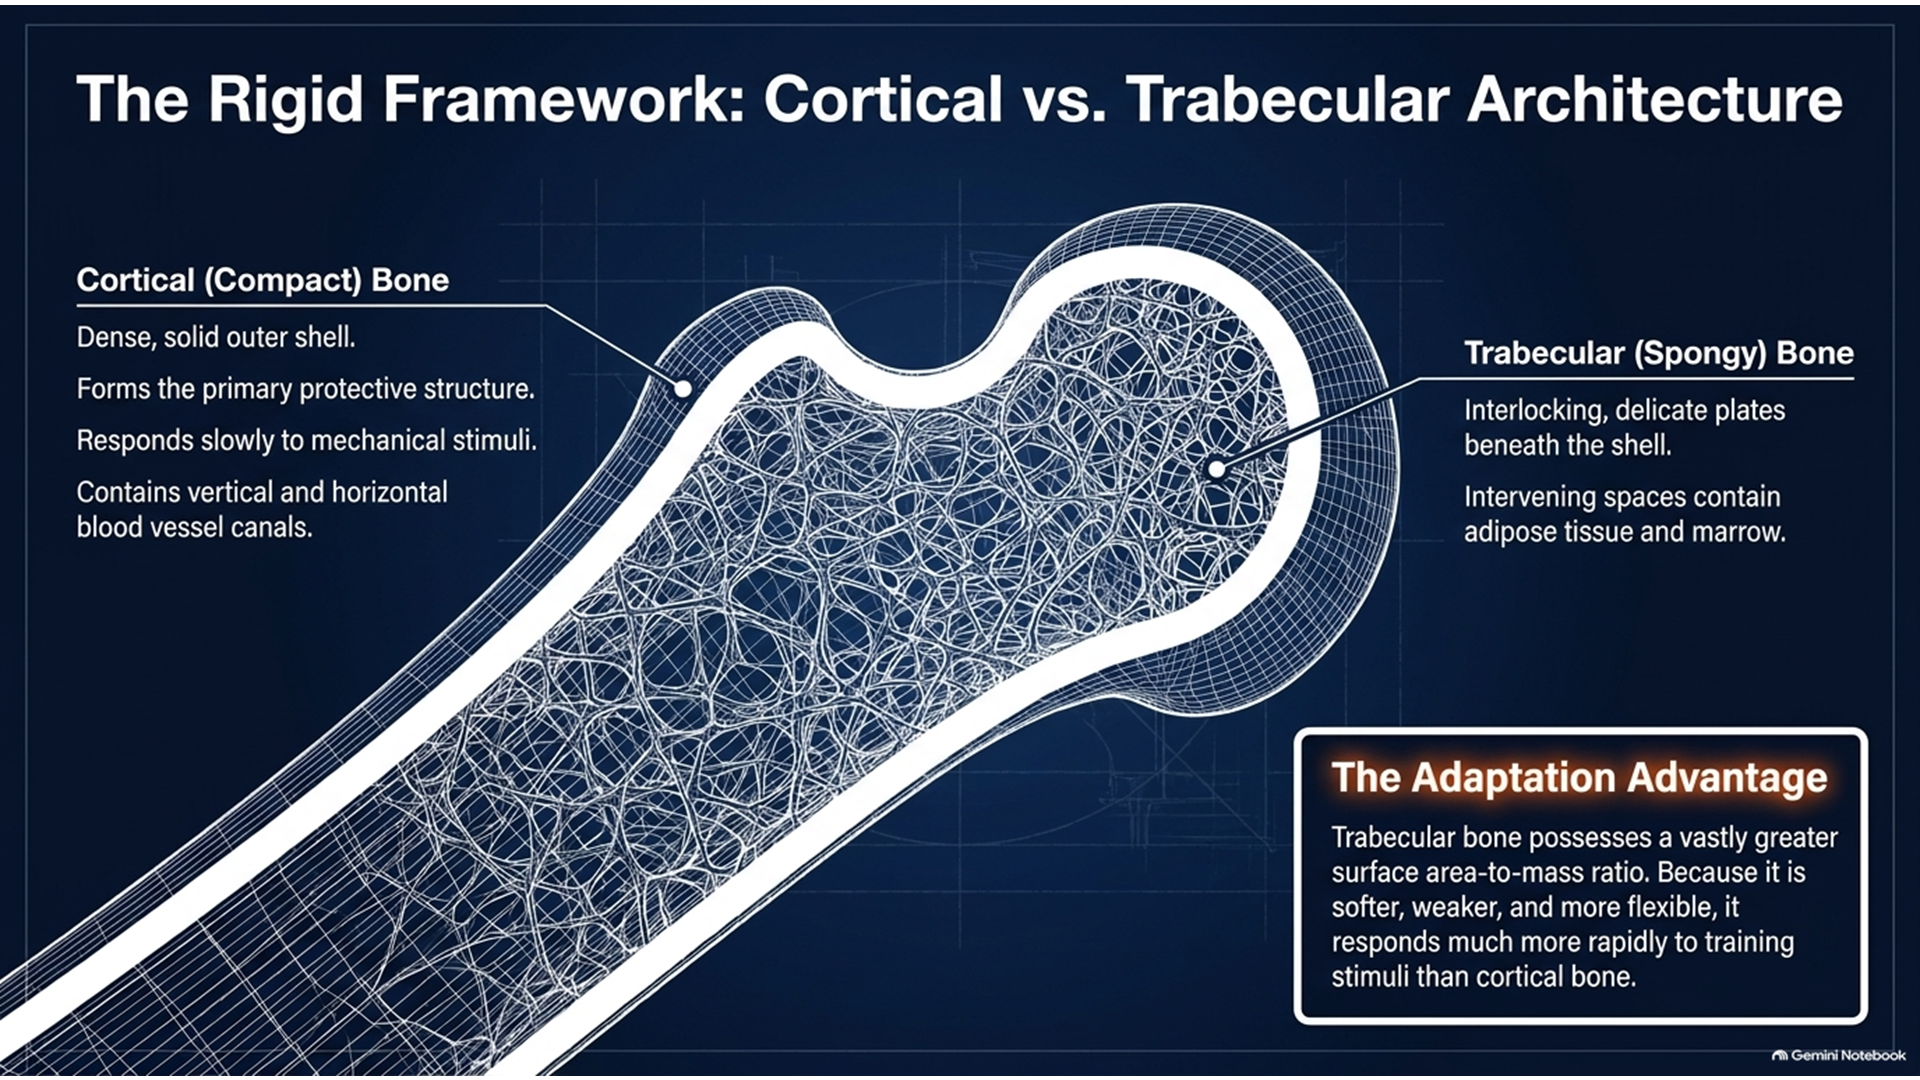 The Rigid Framework: Cortical vs. Trabecular Architecture
Cortical (Compact) Bone
Dense, solid outer shell.
Forms the primary protective structure.
Responds slowly to mechanical stimuli.
Contains vertical and horizontal
blood vessel canals.
Trabecular (Spongy) Bone
Interlocking, delicate plates
beneath the shell.
Intervening spaces contain
adipose tissue and marrow.
The Adaptation Advantage
Trabecular bone possesses a vastly greater
surface area-to-mass ratio. Because it is
softer, weaker, and more flexible, it
responds much more rapidly to training
stimuli than cortical bone.
Gemini Notebook